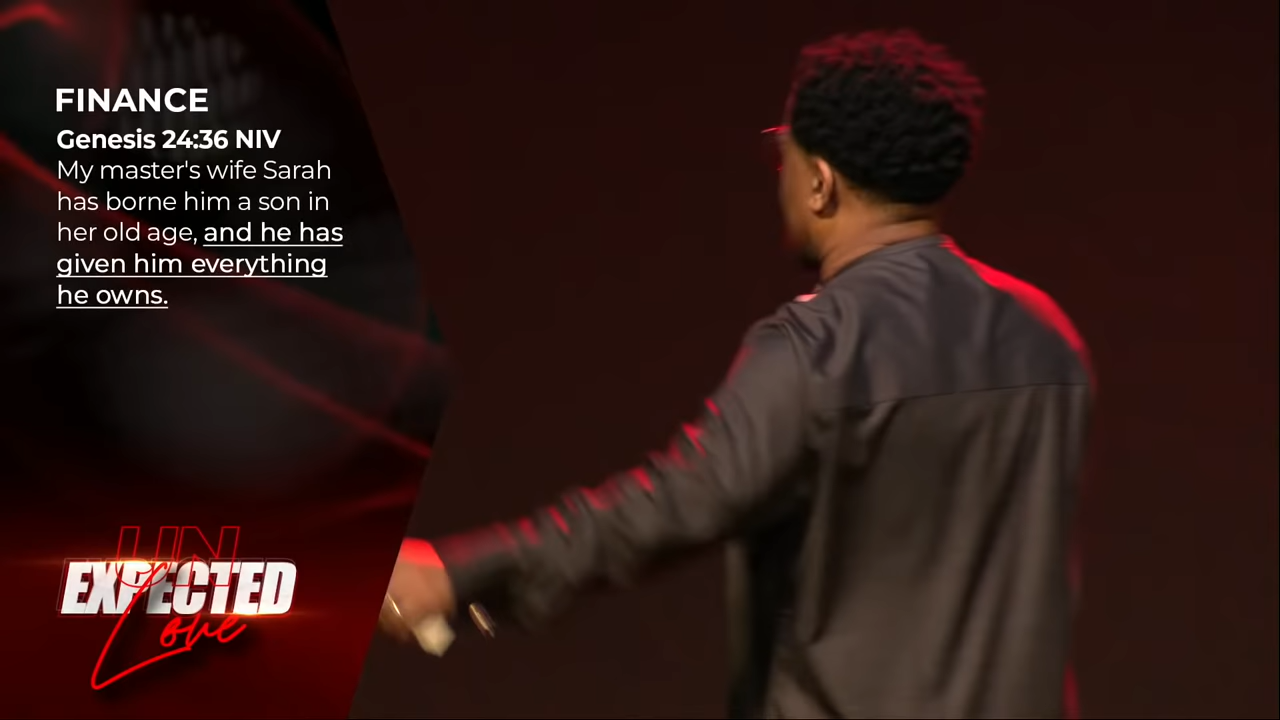 FINANCE
Genesis 24:36 NIV
My master's wife Sarah
has borne him a son in
her old age, and he has
given him everything
he owns.
UN
EXPECTED
Love